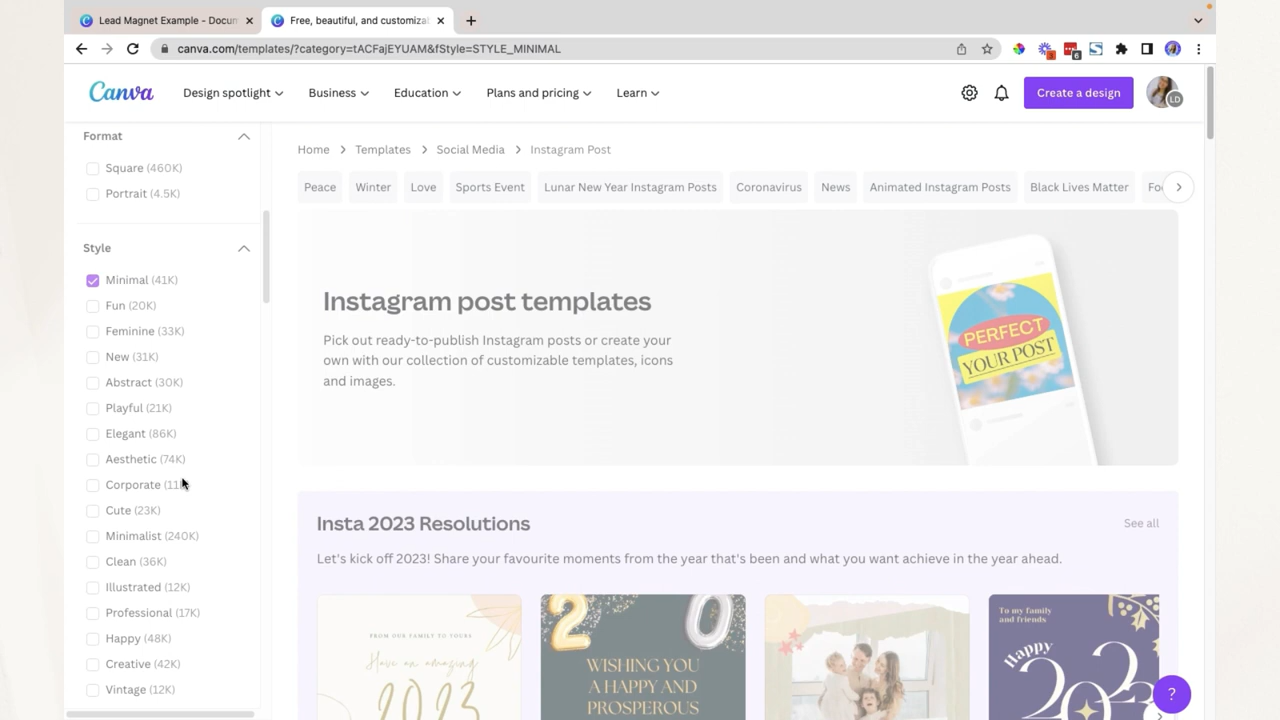 Lead Magnet Example - Docum
Free, beautiful, and customiza
canva.com/templates/?category=tACFajEYUAM&fStyle=STYLE_MINIMAL
Canva
Design spotlight
Business
Education
Plans and pricing
Learn
Create a design
LD
Format
Square (460K)
Portrait (4.5K)
Style
Minimal (41K)
Fun (20K)
Feminine (33K)
New (31K)
Abstract (30K)
Playful (21K)
Elegant (86K)
Aesthetic (74K)
Corporate (11
Cute (23K)
Minimalist (240K)
Clean (36K)
Illustrated (12K)
Professional (17K)
Happy (48K)
Creative (42K)
Vintage (12K)
Home > Templates > Social Media > Instagram Post
Peace
Winter
Love
Sports Event
Lunar New Year Instagram Posts
Coronavirus
News
Animated Instagram Posts
Black Lives Matter
Instagram post templates
Pick out ready-to-publish Instagram posts or create your
own with our collection of customizable templates, icons
and images.
PERFECT
YOUR POST
Insta 2023 Resolutions
See all
Let's kick off 2023! Share your favourite moments from the year that's been and what you want achieve in the year ahead.
FROM OUR FAMILY TO YOURS
Have an amazing
2023
20
WISHING YOU
A HAPPY AND
PROSPEROUS
To my family
and friends
Happy
2023
?